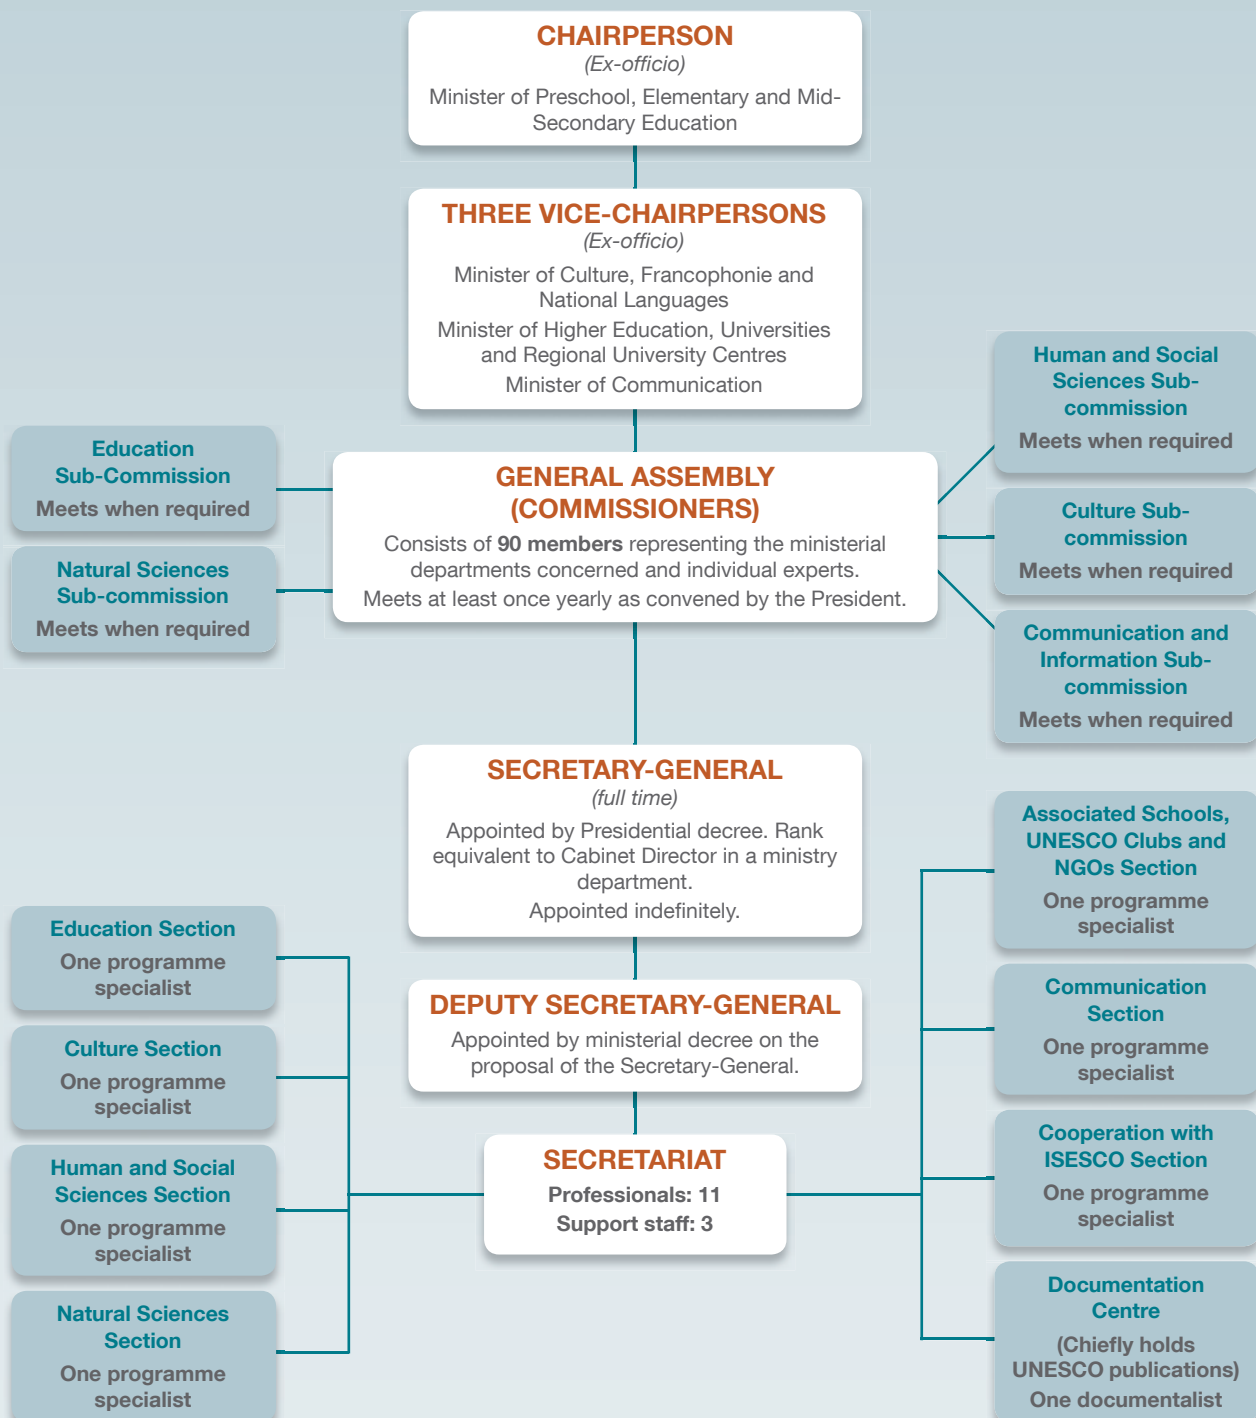 CHAIRPERSON
(Ex-officio)
Minister of Preschool, Elementary and Mid-
Secondary Education
THREE VICE-CHAIRPERSONS
(Ex-officio)
Minister of Culture, Francophonie and
National Languages
Minister of Higher Education, Universities
and Regional University Centres
Minister of Communication
Education
Sub-Commission
Meets when required
Natural Sciences
Sub-commission
Meets when required
GENERAL ASSEMBLY
(COMMISSIONERS)
Consists of 90 members representing the ministerial
departments concerned and individual experts.
Meets at least once yearly as convened by the President.
Human and Social
Sciences Sub-
commission
Meets when required
Culture Sub-
commission
Meets when required
Communication and
Information Sub-
commission
Meets when required
SECRETARY-GENERAL
(full time)
Appointed by Presidential decree. Rank
equivalent to Cabinet Director in a ministry
department.
Appointed indefinitely.
DEPUTY SECRETARY-GENERAL
Appointed by ministerial decree on the
proposal of the Secretary-General.
SECRETARIAT
Professionals: 11
Support staff: 3
Education Section
One programme
specialist
Culture Section
One programme
specialist
Human and Social
Sciences Section
One programme
specialist
Natural Sciences
Section
One programme
specialist
Associated Schools,
UNESCO Clubs and
NGOs Section
One programme
specialist
Communication
Section
One programme
specialist
Cooperation with
ISESCO Section
One programme
specialist
Documentation
Centre
(Chiefly holds
UNESCO publications)
One documentalist